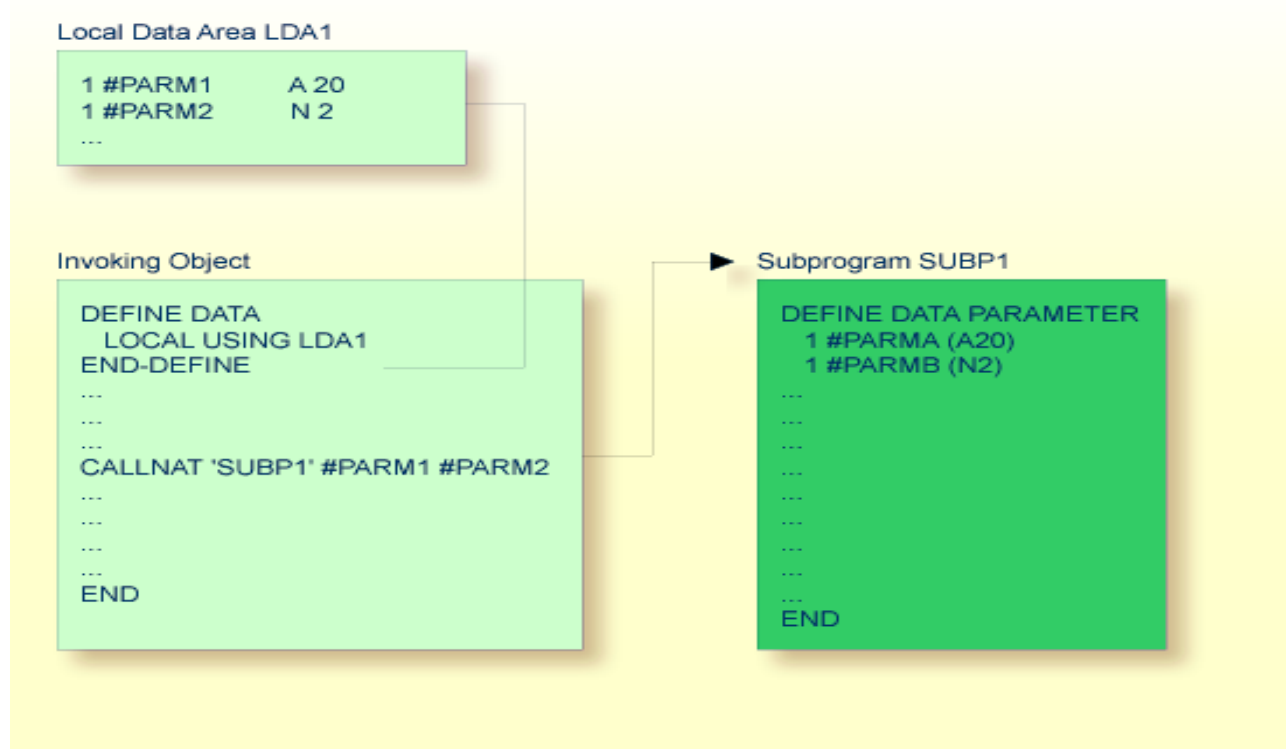 Local Data Area LDA1
1 #PARM1 A 20
1 #PARM2 N 2
...
Invoking Object
DEFINE DATA
LOCAL USING LDA1
END-DEFINE
...
...
...
CALLNAT 'SUBP1' #PARM1 #PARM2
...
...
...
...
END
Subprogram SUBP1
DEFINE DATA PARAMETER
1 #PARMA (A20)
1 #PARMB (N2)
...
...
...
...
...
...
...
...
...
END